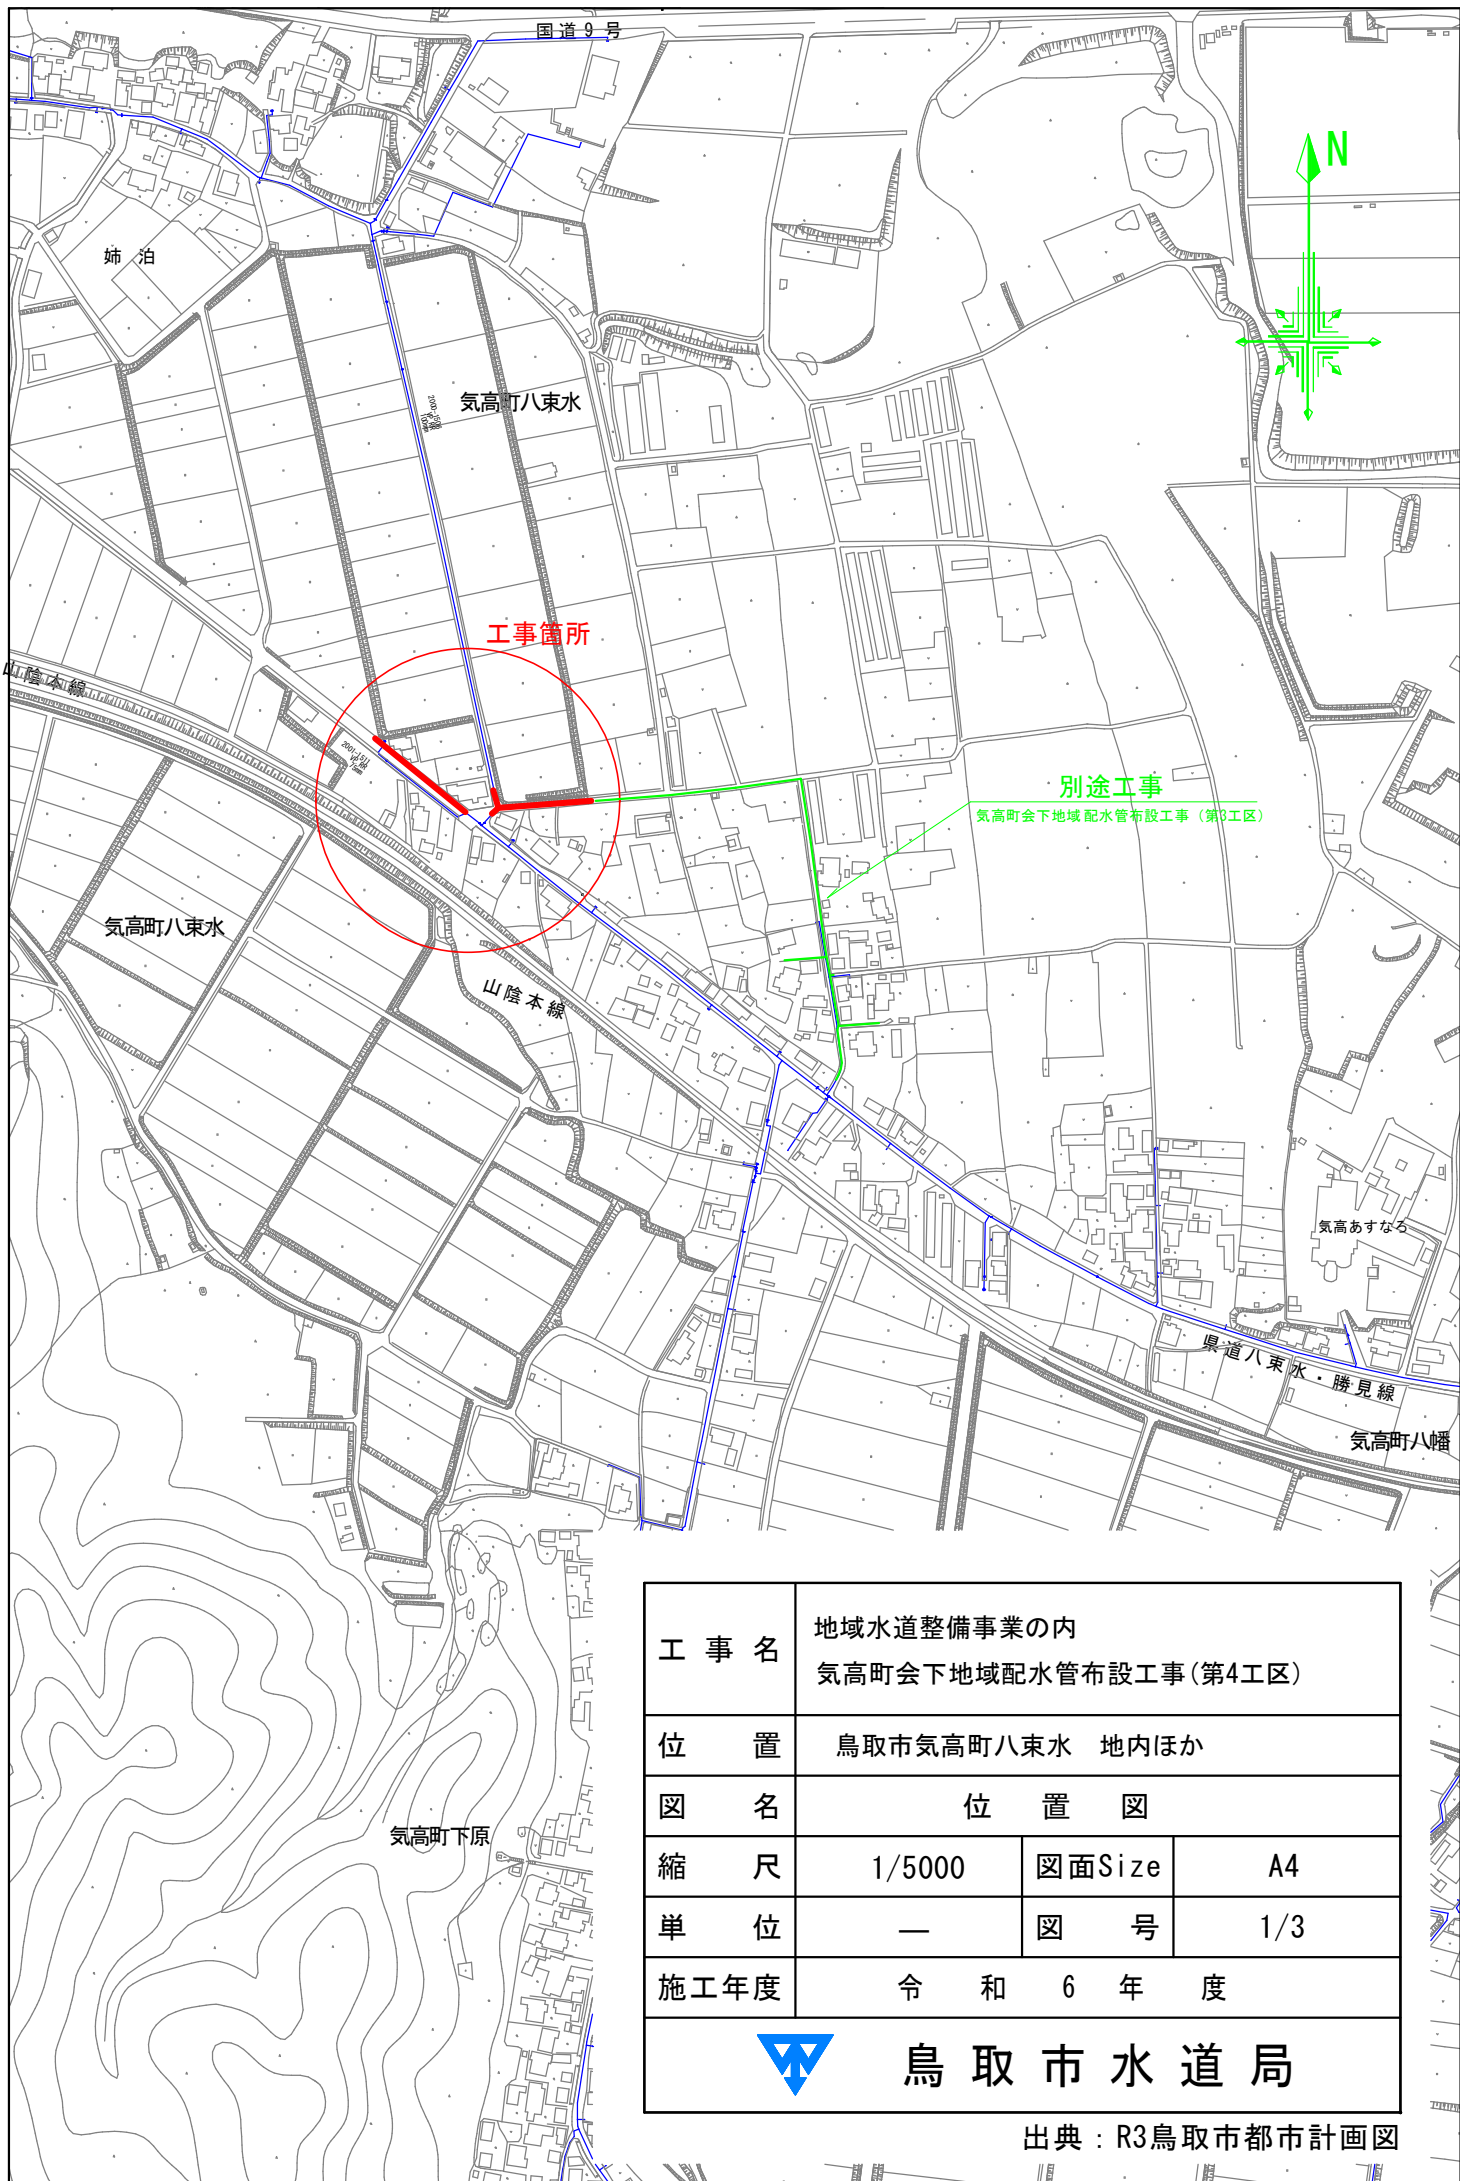 国道9号
N
姉泊
気高町八束水
工事箇所
山陰本線
別途工事
気高町会下地域配水管布設工事（第3工区）
気高町八束水
山陰本線
気高あすなろ
県道八束水・勝見線
気高町八幡
気高町下原
工事名
地域水道整備事業の内
気高町会下地域配水管布設工事(第4工区)
位置
鳥取市気高町八束水　地内ほか
図名
位置図
縮尺
1/5000
図面Size
A4
単位
―
図号
1/3
施工年度
令和6年度
鳥取市水道局
出典：R3鳥取市都市計画図